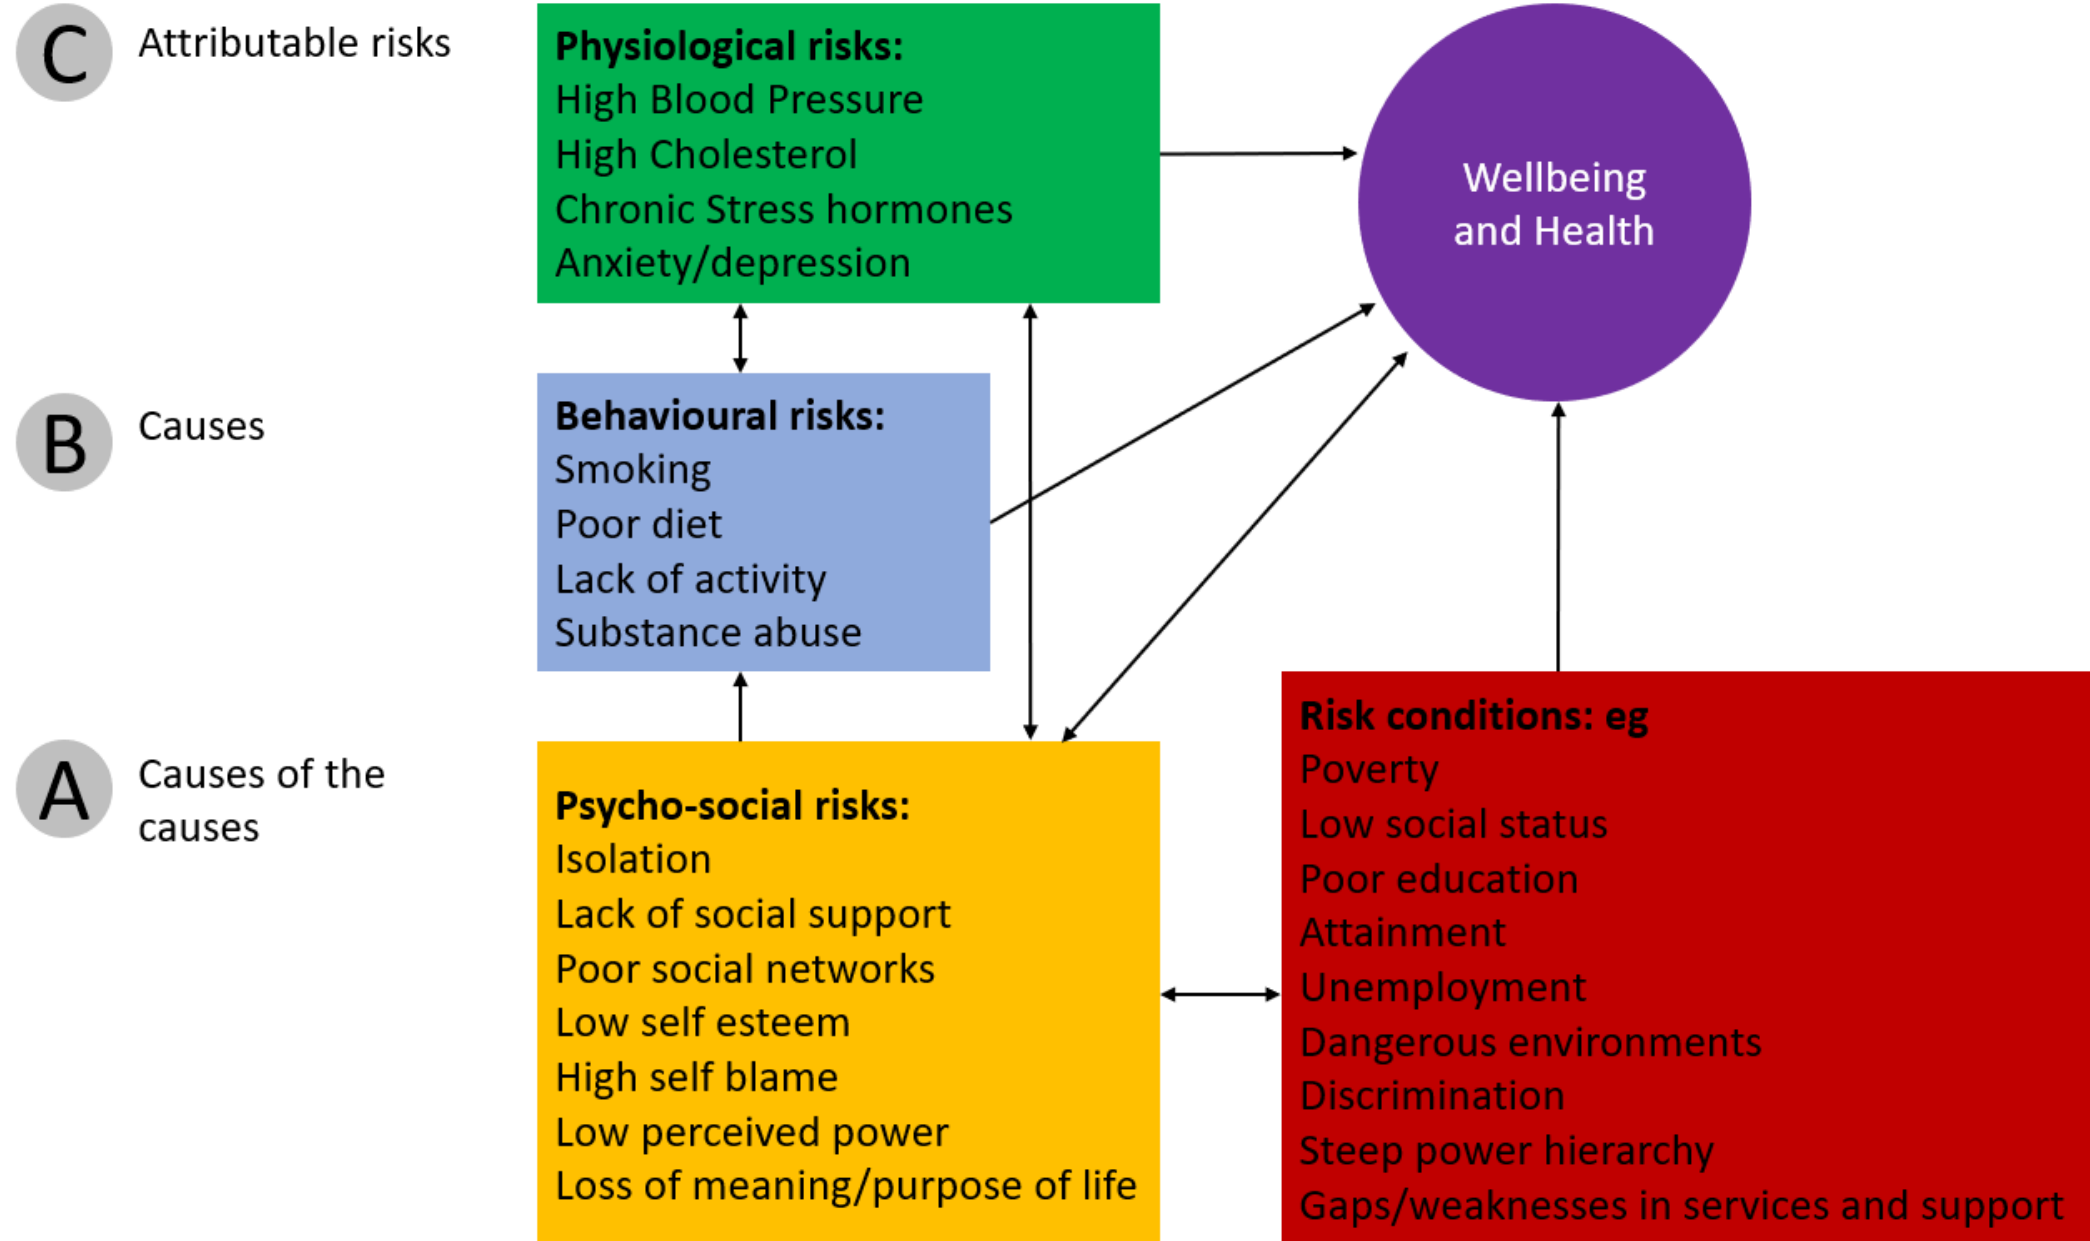 C
Attributable risks
Physiological risks:
High Blood Pressure
High Cholesterol
Chronic Stress hormones
Anxiety/depression
Wellbeing
and Health
B
Causes
Behavioural risks:
Smoking
Poor diet
Lack of activity
Substance abuse
A
Causes of the
causes
Psycho-social risks:
Isolation
Lack of social support
Poor social networks
Low self esteem
High self blame
Low perceived power
Loss of meaning/purpose of life
Risk conditions: eg
Poverty
Low social status
Poor education
Attainment
Unemployment
Dangerous environments
Discrimination
Steep power hierarchy
Gaps/weaknesses in services and support